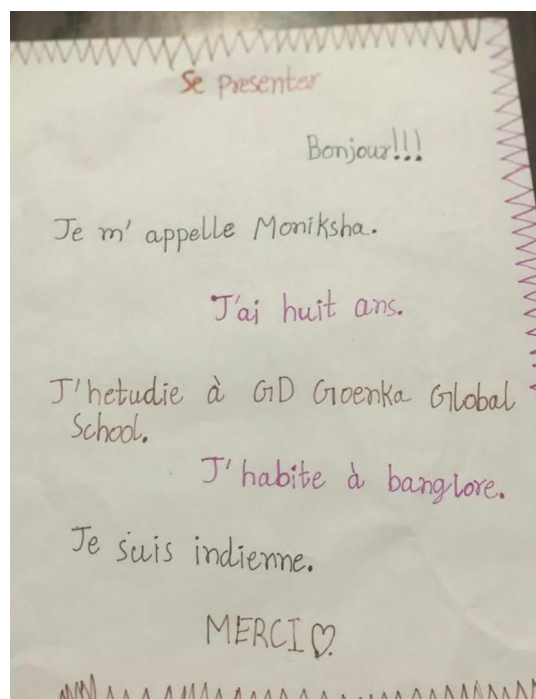 Se presenter
Bonjour!!!
Je m' appelle Moniksha.
J'ai huit ans.
J'hetudie à GD Goenka Global
School.
J'habite à banglore.
Je suis indienne.
MERCI♡